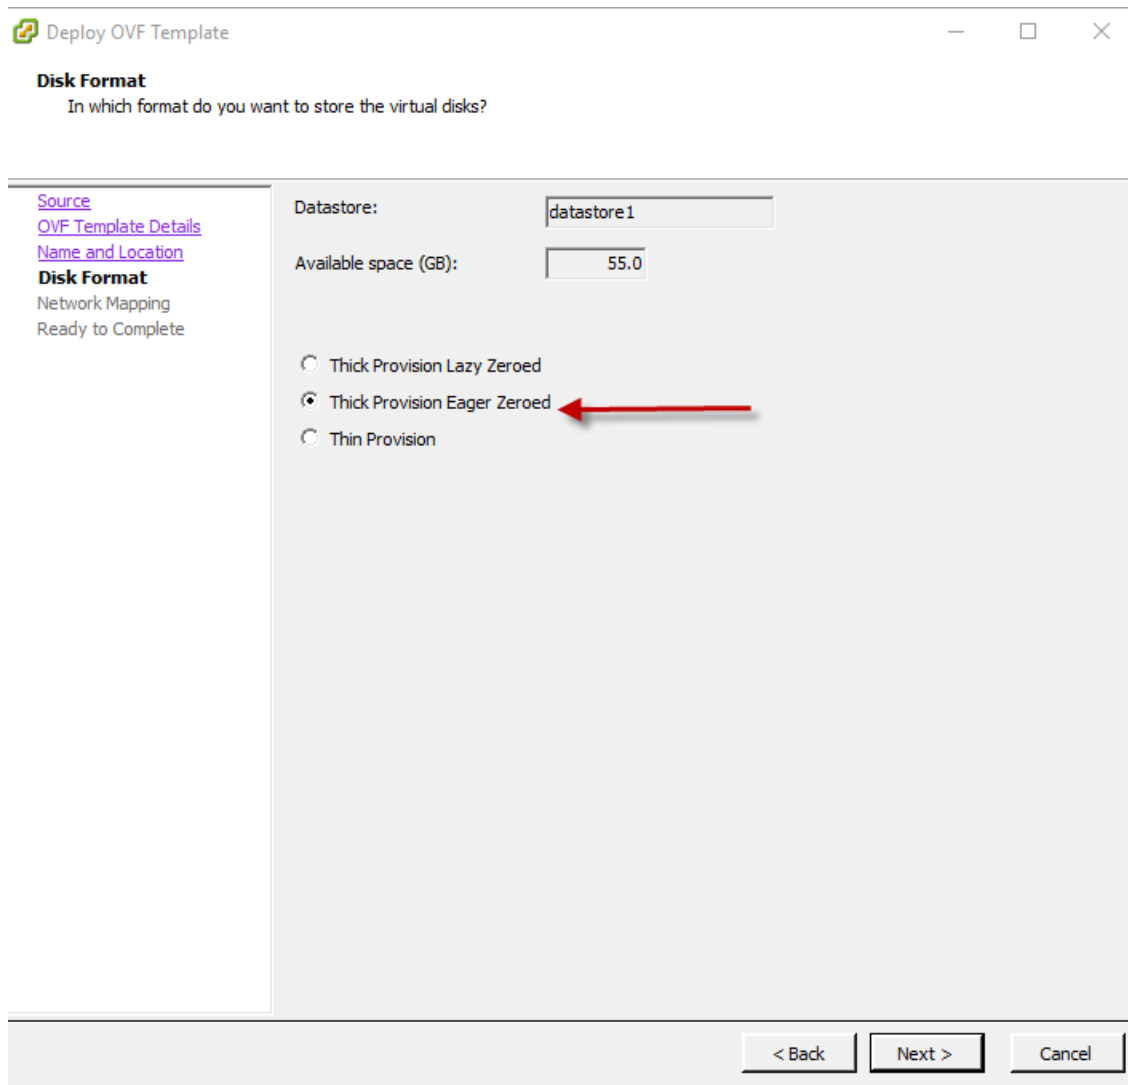 Deploy OVF Template
Disk Format
In which format do you want to store the virtual disks?
Source
OVF Template Details
Name and Location
Disk Format
Network Mapping
Ready to Complete
Datastore:
datastore1
Available space (GB):
55.0
Thick Provision Lazy Zeroed
Thick Provision Eager Zeroed
Thin Provision
< Back
Next >
Cancel